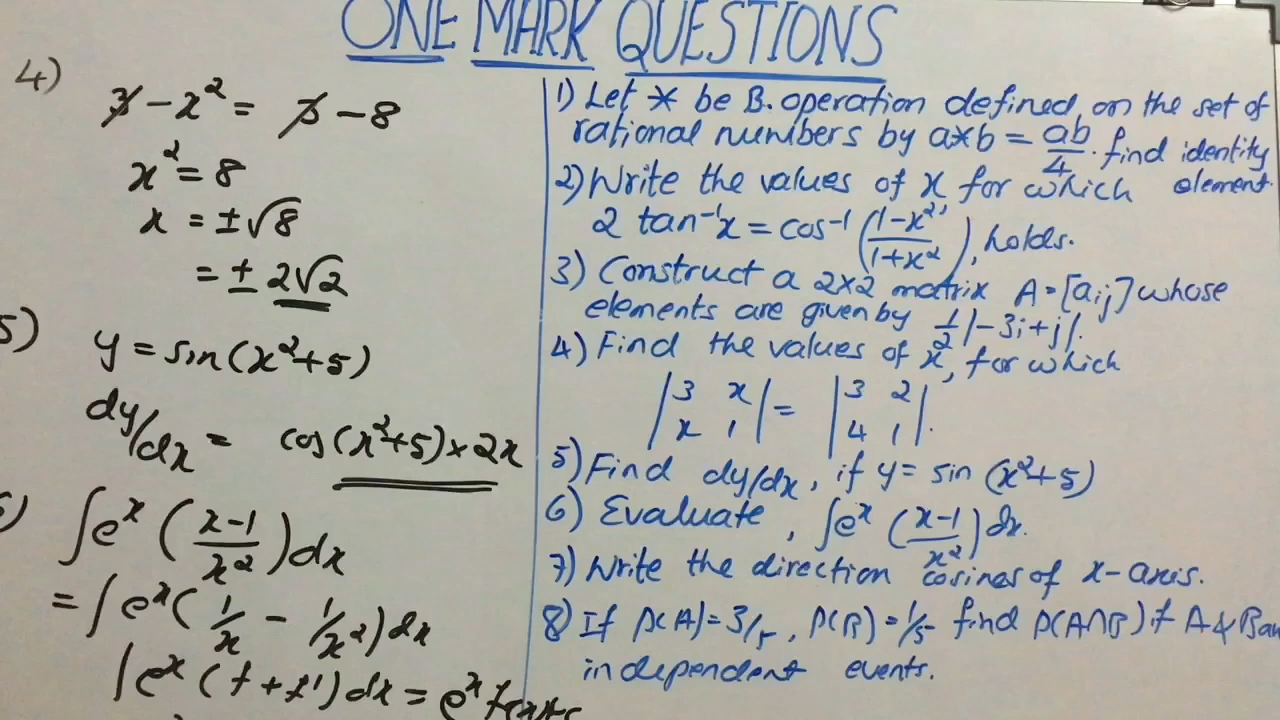 ONE MARK QUESTIONS
4)
3 - x² = 3 - 8
x² = 8
x = ±√8
= ± 2√2
5)
y = sin(x²+5)
dy/dx = cos(x²+5) × 2x
6)
∫e^x ((x-1)/x²) dx
= ∫e^x (1/x - 1/x²) dx
∫e^x (f + f') dx = e^x
1) Let * be B. operation defined on the set of
rational numbers by a*b = ab/4. find identity
element.
2) Write the values of x for which
2 tan⁻¹x = cos⁻¹ ((1-x²)/(1+x²)), holds.
3) Construct a 2×2 matrix A = [aij] whose
elements are given by ½|-3i+j|.
4) Find the values of x, for which
|3 x| = |3 2|
|x 1|   |4 1|.
5) Find dy/dx, if y = sin (x²+5)
6) Evaluate, ∫e^x ((x-1)/x²) dx.
7) Write the direction cosines of x-axis.
8) If P(A) = 3/5, P(B) = 1/5 find P(A∩B) if A & B
independent events.